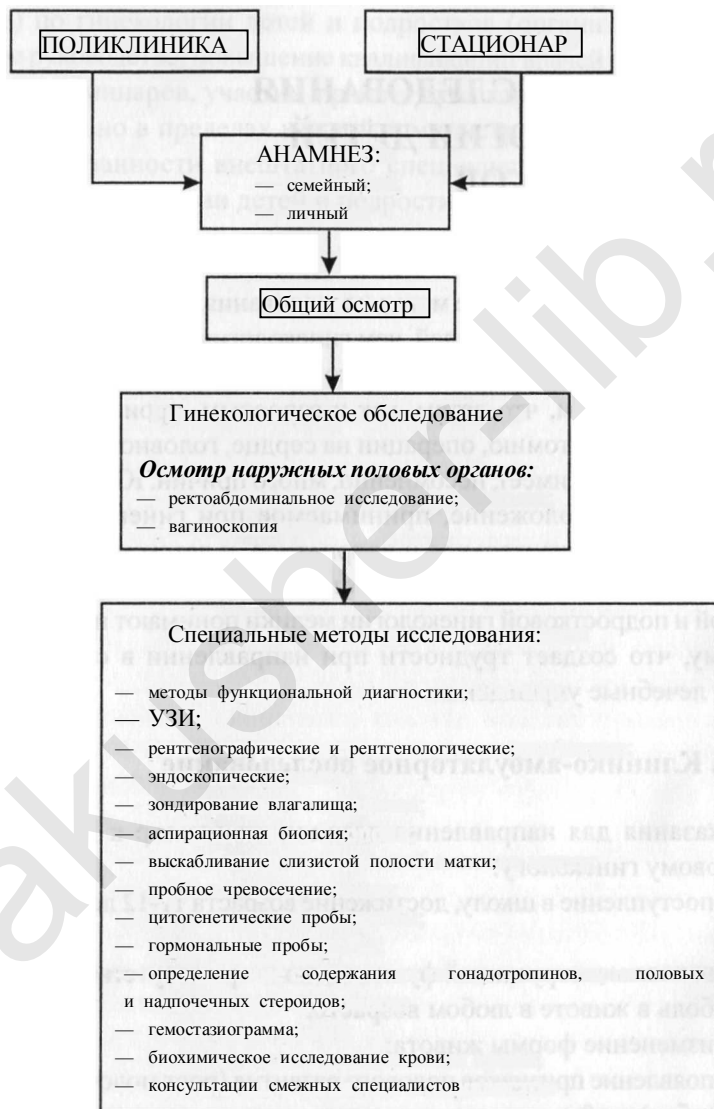 ПОЛИКЛИНИКА
СТАЦИОНАР
АНАМНЕЗ:
— семейный;
— личный
Общий осмотр
Гинекологическое обследование
Осмотр наружных половых органов:
— ректоабдоминальное исследование;
— вагиноскопия
Специальные методы исследования:
— методы функциональной диагностики;
— УЗИ;
— рентгенографические и рентгенологические;
— эндоскопические;
— зондирование влагалища;
— аспирационная биопсия;
— выскабливание слизистой полости матки;
— пробное чревосечение;
— цитогенетические пробы;
— гормональные пробы;
— определение содержания гонадотропинов, половых
и надпочечных стероидов;
— гемостазиограмма;
— биохимическое исследование крови;
— консультации смежных специалистов
akusher-lib.r